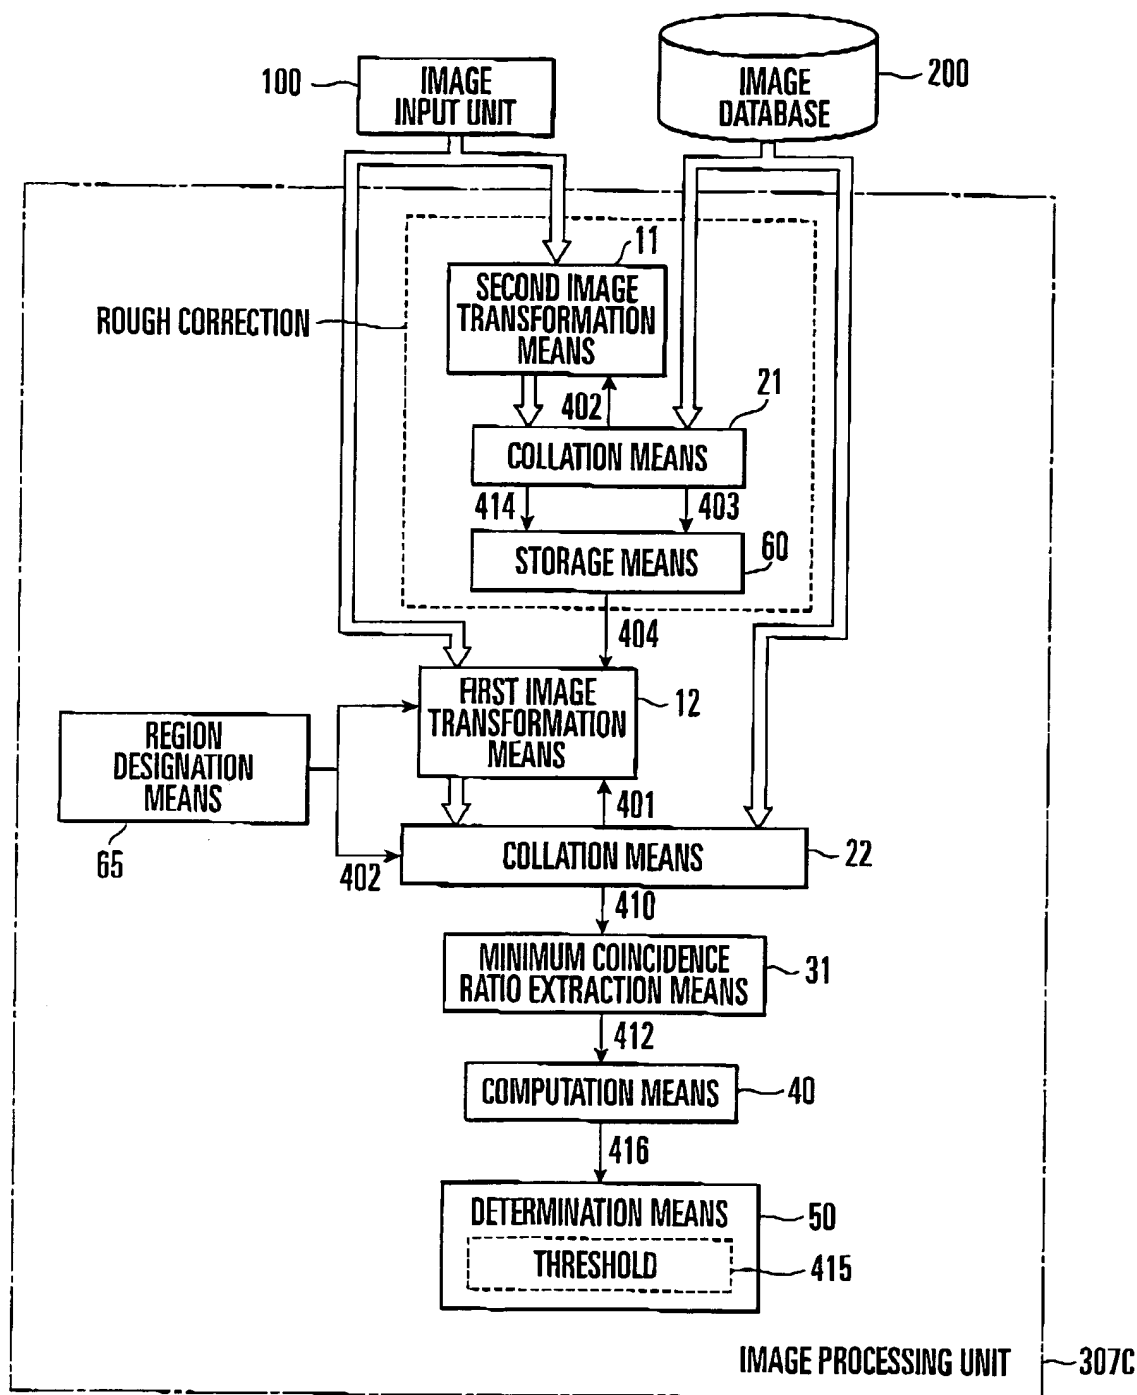 100
IMAGE
INPUT UNIT
IMAGE
DATABASE
200
ROUGH CORRECTION
11
SECOND IMAGE
TRANSFORMATION
MEANS
402
21
COLLATION MEANS
414
403
STORAGE MEANS
60
404
FIRST IMAGE
TRANSFORMATION
MEANS
12
REGION
DESIGNATION
MEANS
65
401
402
COLLATION MEANS
22
410
MINIMUM COINCIDENCE
RATIO EXTRACTION MEANS
31
412
COMPUTATION MEANS
40
416
DETERMINATION MEANS
50
THRESHOLD
415
IMAGE PROCESSING UNIT
307C